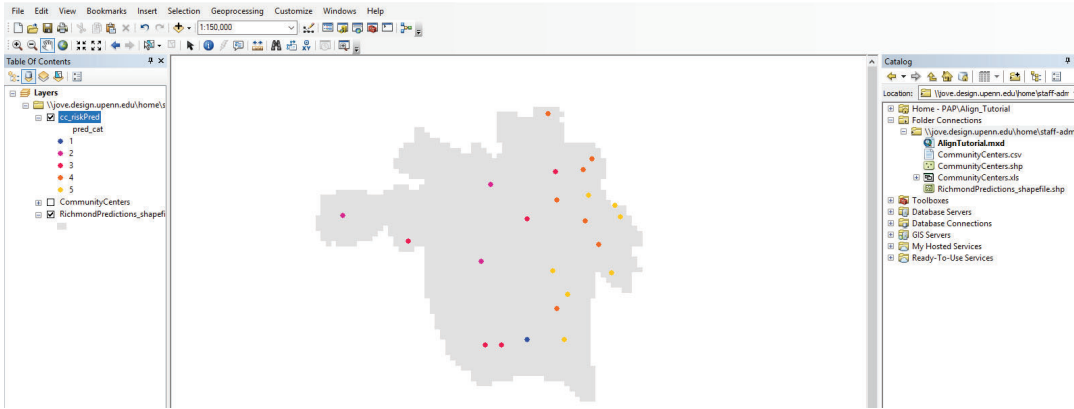 File Edit View Bookmarks Insert Selection Geoprocessing Customize Windows Help
1:150,000
Table Of Contents
Layers
\\jove.design.upenn.edu\home\s
cc_riskPred
pred_cat
1
2
3
4
5
CommunityCenters
RichmondPredictions_shapefi
Catalog
Location: \\jove.design.upenn.edu\home\staff-adm
Home - PAP\Align_Tutorial
Folder Connections
\\jove.design.upenn.edu\home\staff-adm
AlignTutorial.mxd
CommunityCenters.csv
CommunityCenters.shp
CommunityCenters.xls
RichmondPredictions_shapefile.shp
Toolboxes
Database Servers
Database Connections
GIS Servers
My Hosted Services
Ready-To-Use Services